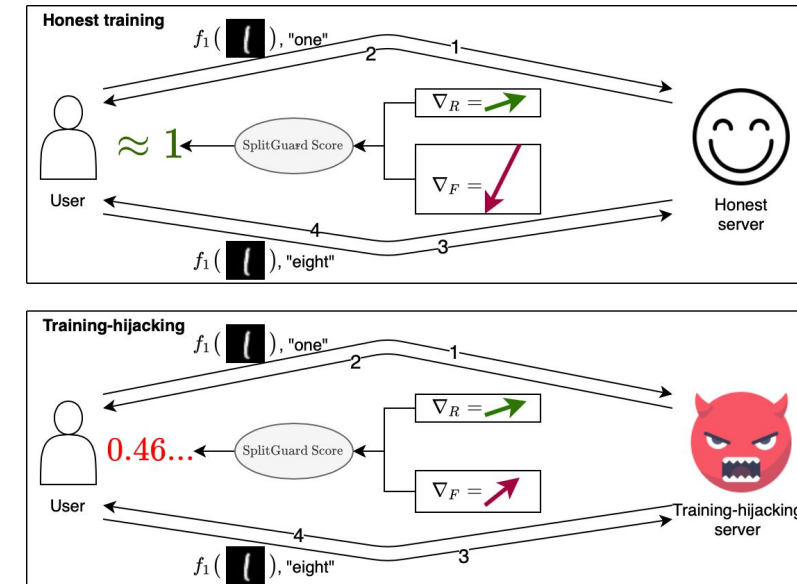 Honest training
f₁( ), "one"
1
2
∇R =
≈ 1
SplitGuard Score
∇F =
User
Honest
server
4
3
f₁( ), "eight"
Training-hijacking
f₁( ), "one"
1
2
∇R =
0.46...
SplitGuard Score
∇F =
User
Training-hijacking
server
4
3
f₁( ), "eight"